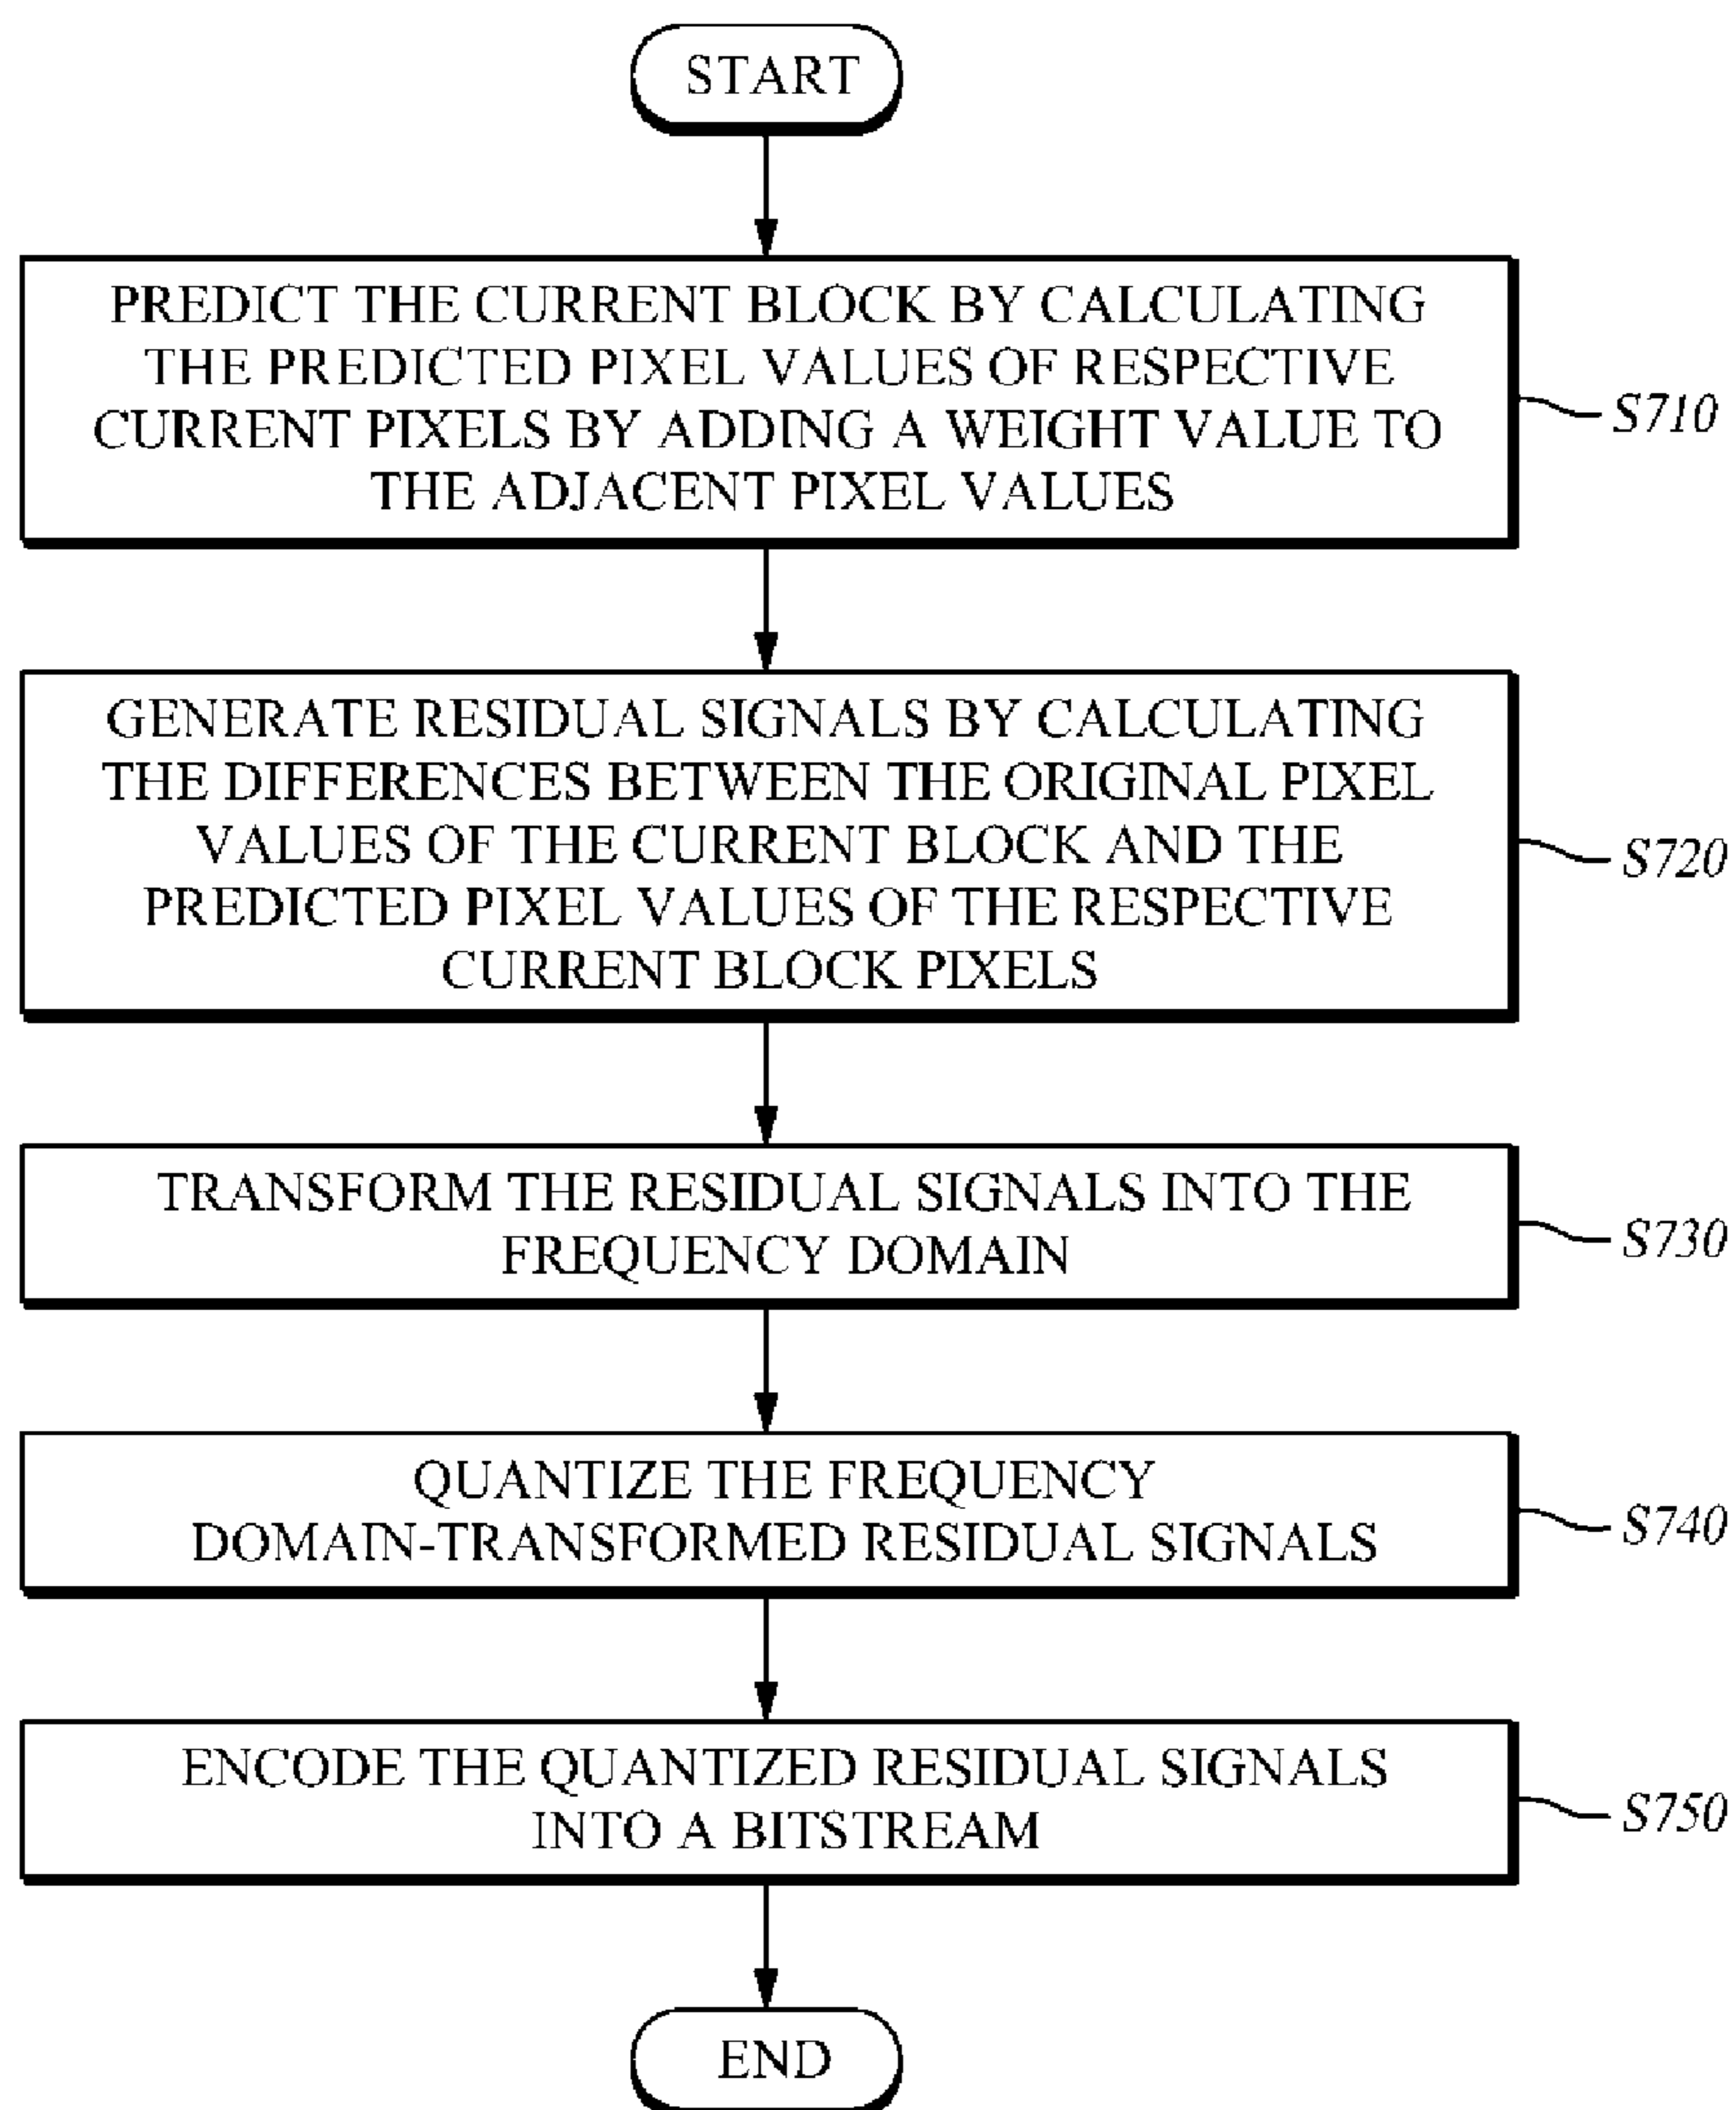 START
PREDICT THE CURRENT BLOCK BY CALCULATING
THE PREDICTED PIXEL VALUES OF RESPECTIVE
CURRENT PIXELS BY ADDING A WEIGHT VALUE TO
THE ADJACENT PIXEL VALUES
S710
GENERATE RESIDUAL SIGNALS BY CALCULATING
THE DIFFERENCES BETWEEN THE ORIGINAL PIXEL
VALUES OF THE CURRENT BLOCK AND THE
PREDICTED PIXEL VALUES OF THE RESPECTIVE
CURRENT BLOCK PIXELS
S720
TRANSFORM THE RESIDUAL SIGNALS INTO THE
FREQUENCY DOMAIN
S730
QUANTIZE THE FREQUENCY
DOMAIN-TRANSFORMED RESIDUAL SIGNALS
S740
ENCODE THE QUANTIZED RESIDUAL SIGNALS
INTO A BITSTREAM
S750
END